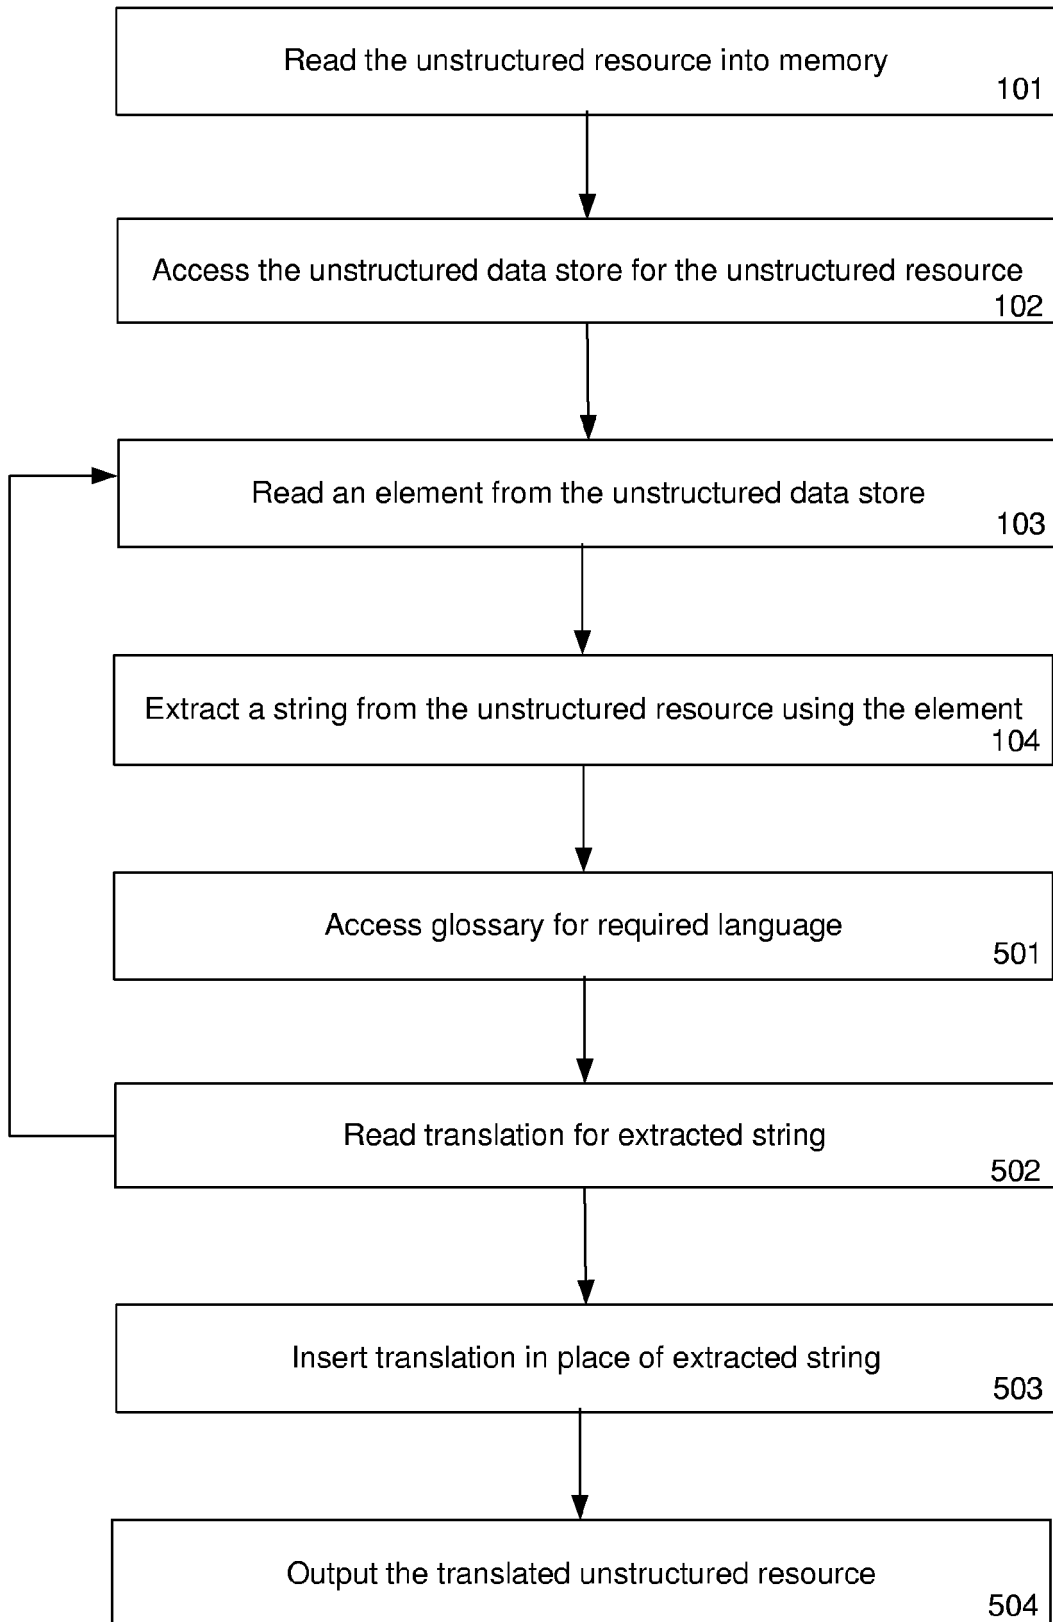 Read the unstructured resource into memory
101
Access the unstructured data store for the unstructured resource
102
Read an element from the unstructured data store
103
Extract a string from the unstructured resource using the element
104
Access glossary for required language
501
Read translation for extracted string
502
Insert translation in place of extracted string
503
Output the translated unstructured resource
504